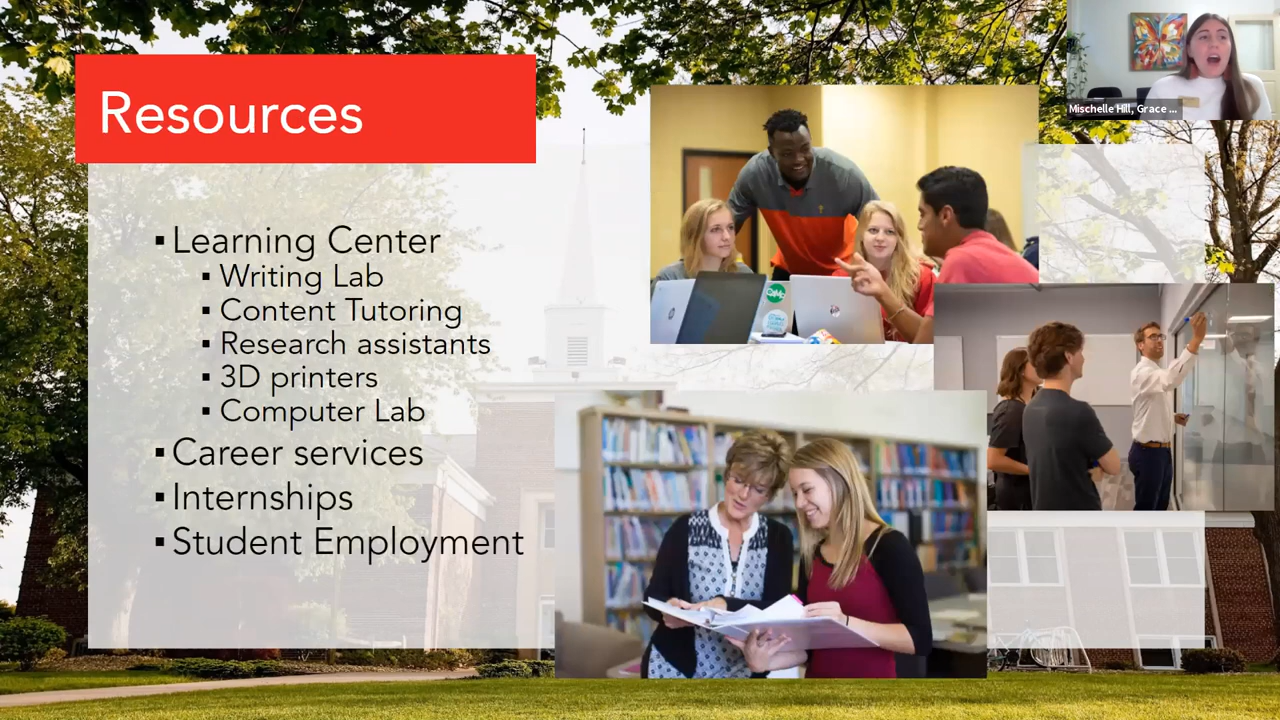 Resources
▪ Learning Center
▪ Writing Lab
▪ Content Tutoring
▪ Research assistants
▪ 3D printers
▪ Computer Lab
▪ Career services
▪ Internships
▪ Student Employment
Mischelle Hill, Grace ...